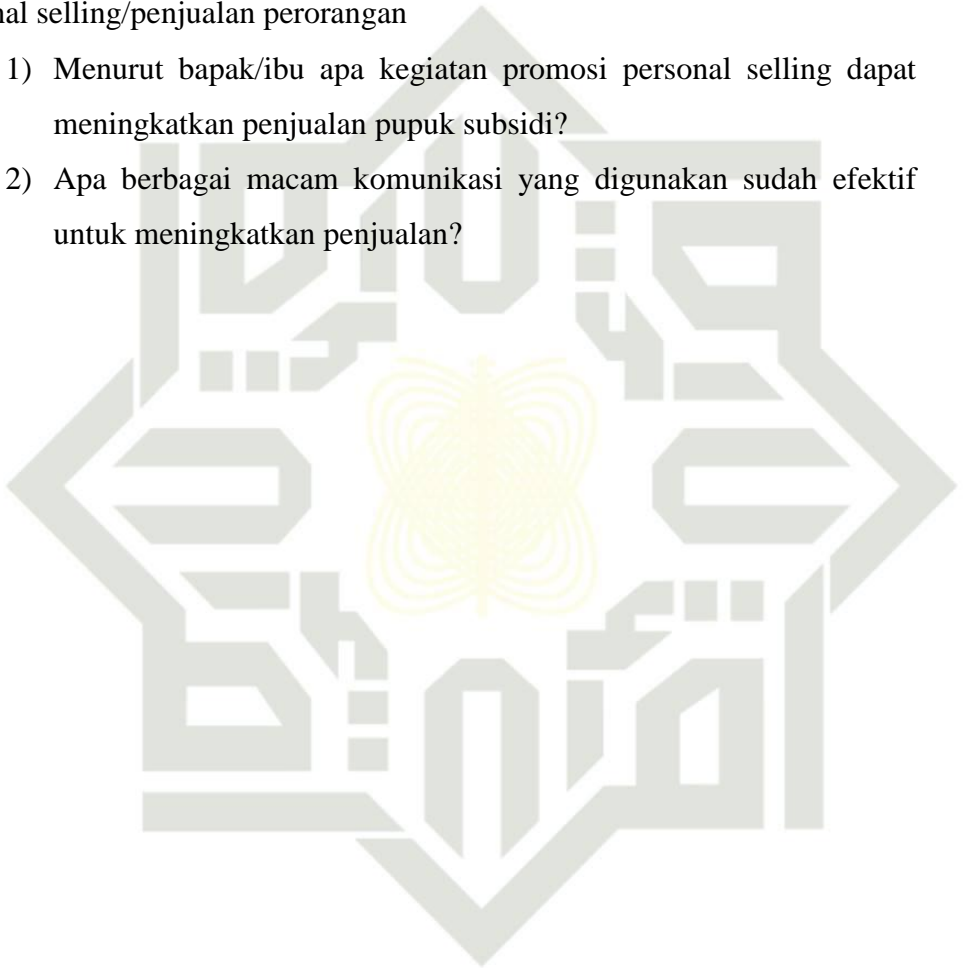 nal selling/penjualan perorangan
1) Menurut bapak/ibu apa kegiatan promosi personal selling dapat
meningkatkan penjualan pupuk subsidi?
2) Apa berbagai macam komunikasi yang digunakan sudah efektif
untuk meningkatkan penjualan?